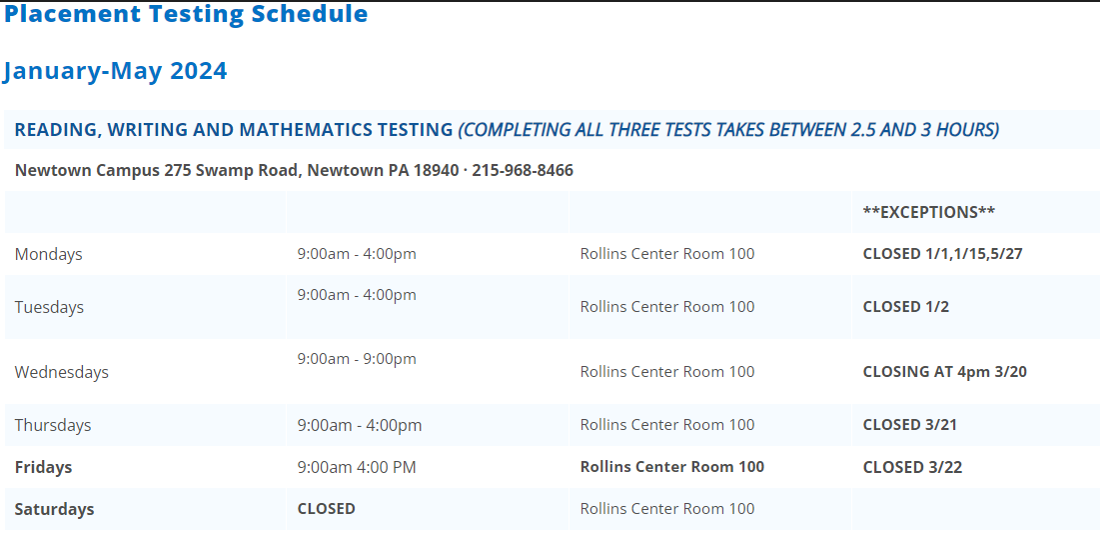 Placement Testing Schedule
January-May 2024
READING, WRITING AND MATHEMATICS TESTING (COMPLETING ALL THREE TESTS TAKES BETWEEN 2.5 AND 3 HOURS)
Newtown Campus 275 Swamp Road, Newtown PA 18940 · 215-968-8466
**EXCEPTIONS**
Mondays 9:00am - 4:00pm Rollins Center Room 100 CLOSED 1/1,1/15,5/27
Tuesdays 9:00am - 4:00pm Rollins Center Room 100 CLOSED 1/2
Wednesdays 9:00am - 9:00pm Rollins Center Room 100 CLOSING AT 4pm 3/20
Thursdays 9:00am - 4:00pm Rollins Center Room 100 CLOSED 3/21
Fridays 9:00am 4:00 PM Rollins Center Room 100 CLOSED 3/22
Saturdays CLOSED Rollins Center Room 100